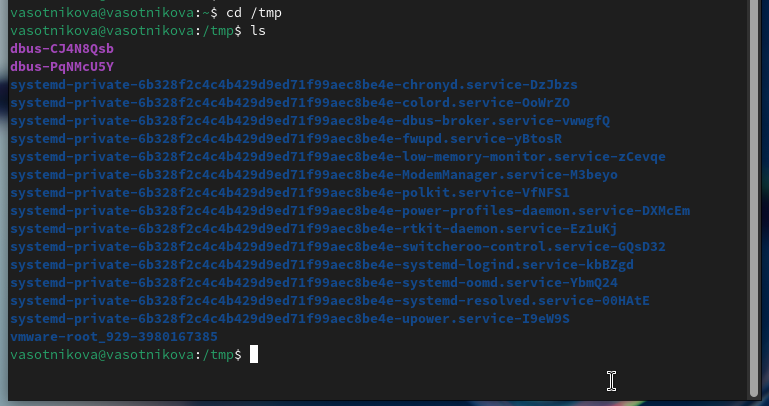 vasotnikova@vasotnikova:~$ cd /tmp
vasotnikova@vasotnikova:/tmp$ ls
dbus-CJ4N8Qsb
dbus-PqNMcU5Y
systemd-private-6b328f2c4c4b429d9ed71f99aec8be4e-chronyd.service-DzJbzs
systemd-private-6b328f2c4c4b429d9ed71f99aec8be4e-colord.service-OoWrZO
systemd-private-6b328f2c4c4b429d9ed71f99aec8be4e-dbus-broker.service-vwwgfQ
systemd-private-6b328f2c4c4b429d9ed71f99aec8be4e-fwupd.service-yBtosR
systemd-private-6b328f2c4c4b429d9ed71f99aec8be4e-low-memory-monitor.service-zCevqe
systemd-private-6b328f2c4c4b429d9ed71f99aec8be4e-ModemManager.service-M3beyo
systemd-private-6b328f2c4c4b429d9ed71f99aec8be4e-polkit.service-VfNFS1
systemd-private-6b328f2c4c4b429d9ed71f99aec8be4e-power-profiles-daemon.service-DXMcEm
systemd-private-6b328f2c4c4b429d9ed71f99aec8be4e-rtkit-daemon.service-Ez1uKj
systemd-private-6b328f2c4c4b429d9ed71f99aec8be4e-switcheroo-control.service-GQsD32
systemd-private-6b328f2c4c4b429d9ed71f99aec8be4e-systemd-logind.service-kbBZgd
systemd-private-6b328f2c4c4b429d9ed71f99aec8be4e-systemd-oomd.service-YbmQ24
systemd-private-6b328f2c4c4b429d9ed71f99aec8be4e-systemd-resolved.service-00HAtE
systemd-private-6b328f2c4c4b429d9ed71f99aec8be4e-upower.service-I9eW9S
vmware-root_929-3980167385
vasotnikova@vasotnikova:/tmp$